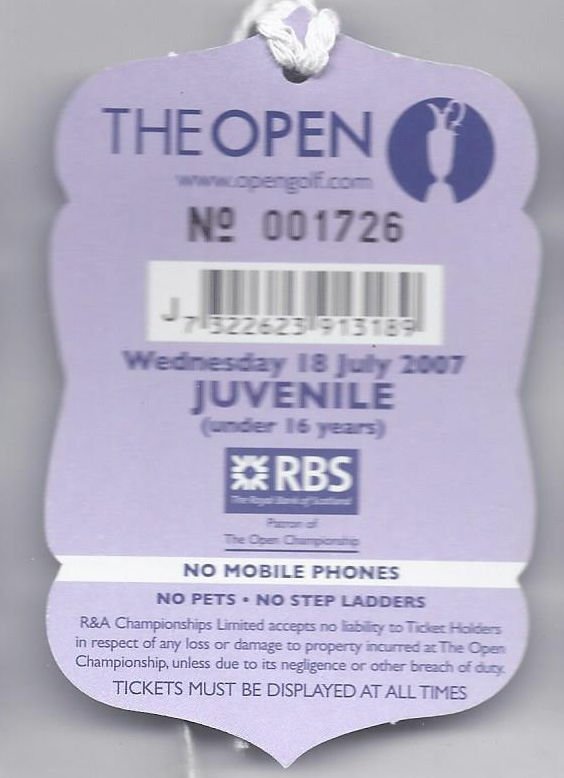 THE OPEN
www.opengolf.com
Nº 001726
J 7 322623 913189
Wednesday 18 July 2007
JUVENILE
(under 16 years)
RBS
The Royal Bank of Scotland
Patron of
The Open Championship
NO MOBILE PHONES
NO PETS • NO STEP LADDERS
R&A Championships Limited accepts no liability to Ticket Holders
in respect of any loss or damage to property incurred at The Open
Championship, unless due to its negligence or other breach of duty.
TICKETS MUST BE DISPLAYED AT ALL TIMES